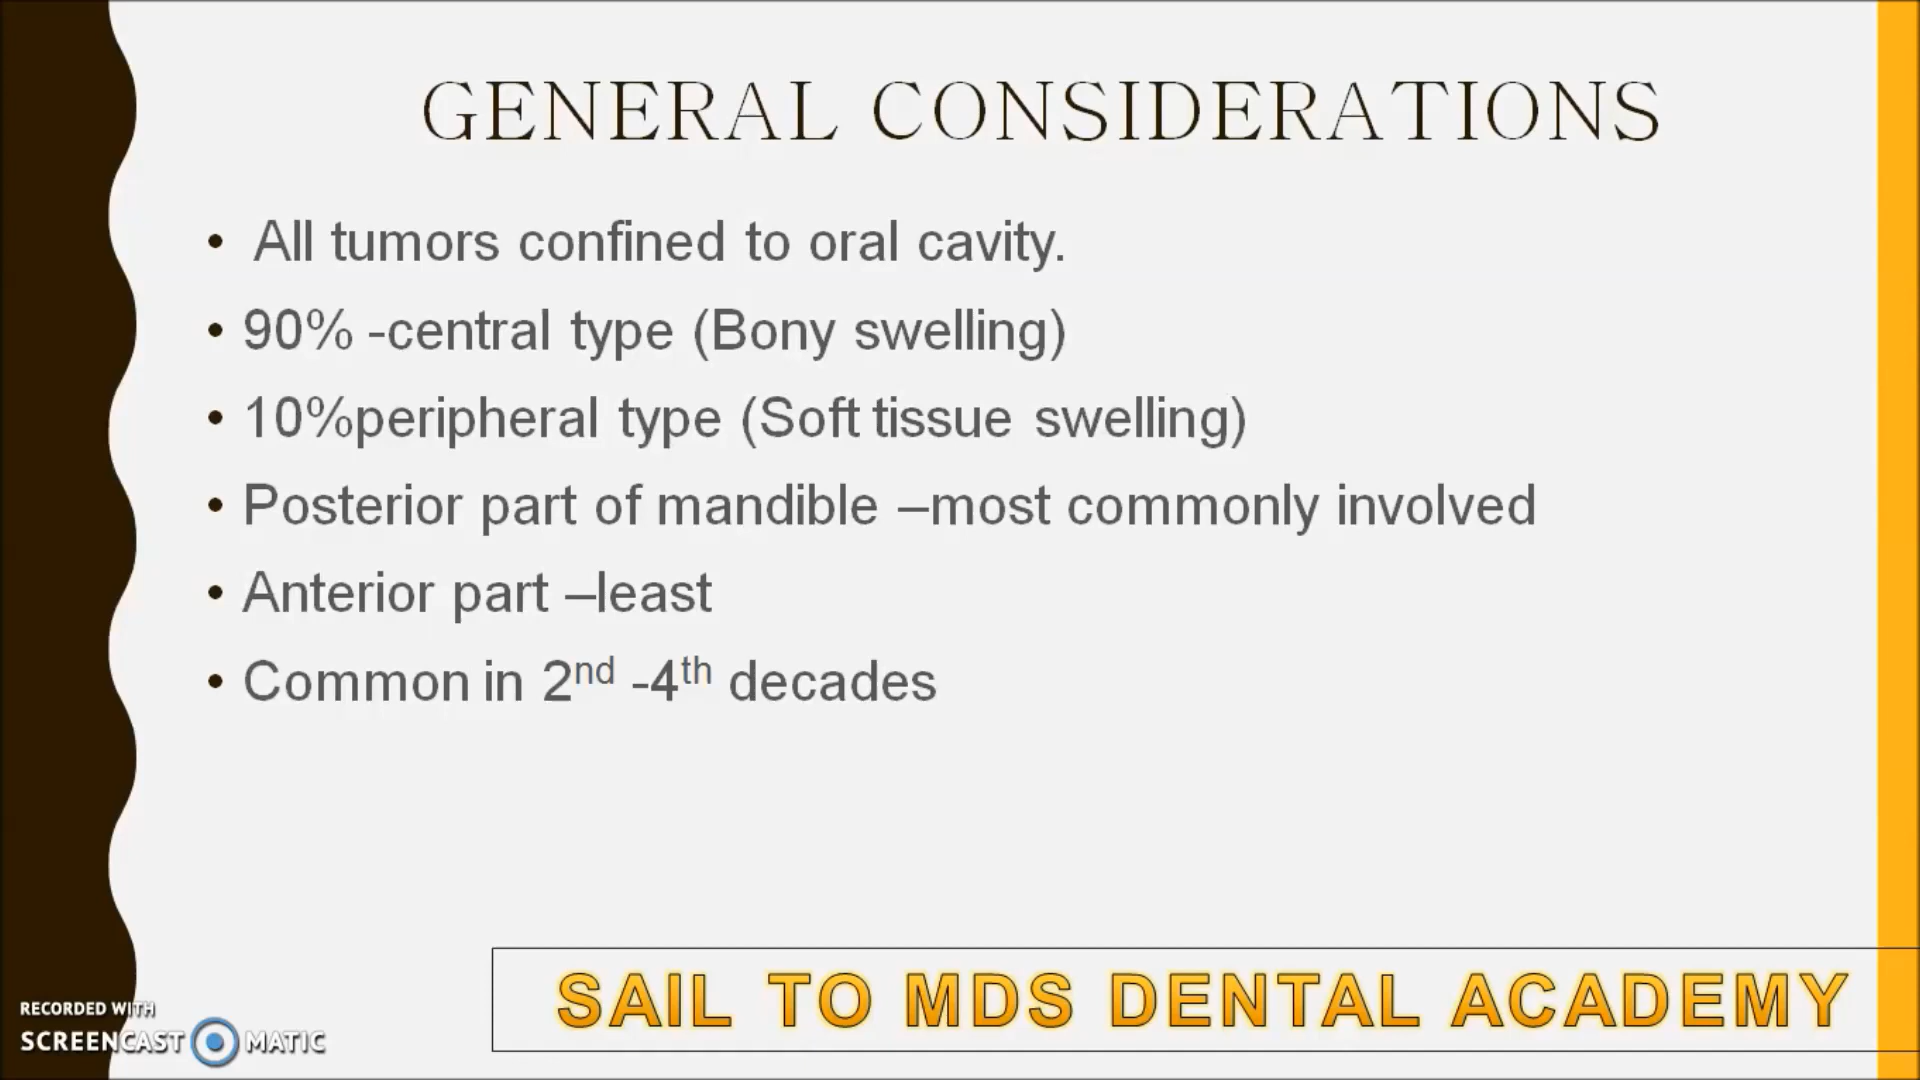 GENERAL CONSIDERATIONS
• All tumors confined to oral cavity.
• 90% -central type (Bony swelling)
• 10%peripheral type (Soft tissue swelling)
• Posterior part of mandible –most commonly involved
• Anterior part –least
• Common in 2nd -4th decades
SAIL TO MDS DENTAL ACADEMY
RECORDED WITH
SCREENCAST MATIC